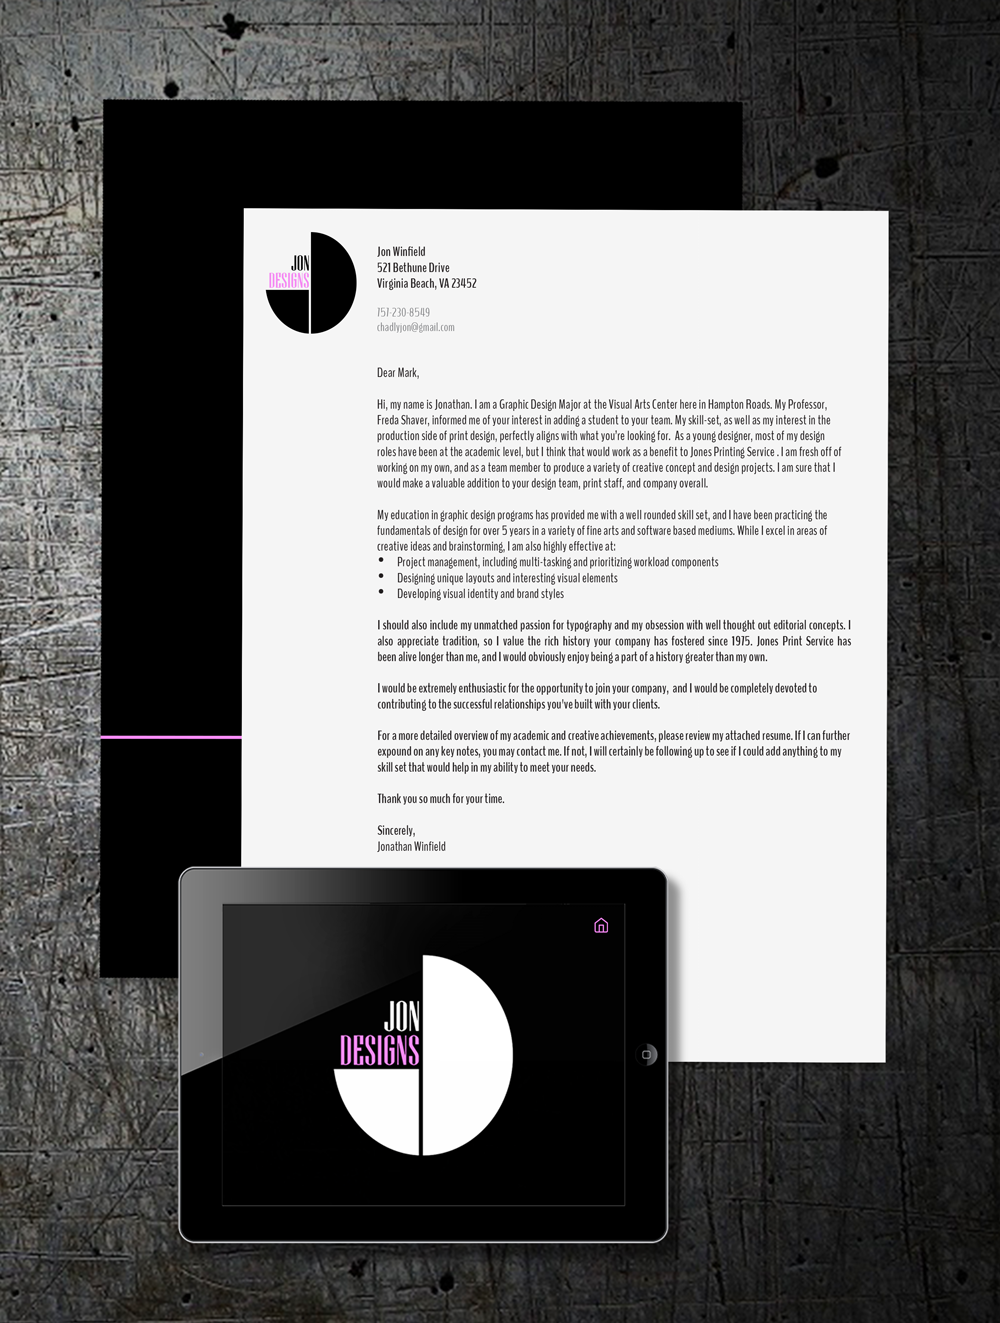 JON
DESIGNS
Jon Winfield
521 Bethune Drive
Virginia Beach, VA 23452
757-230-8549
chadlyjon@gmail.com
Dear Mark,
Hi, my name is Jonathan. I am a Graphic Design Major at the Visual Arts Center here in Hampton Roads. My Professor,
Freda Shaver, informed me of your interest in adding a student to your team. My skill-set, as well as my interest in the
production side of print design, perfectly aligns with what you're looking for.  As a young designer, most of my design
roles have been at the academic level, but I think that would work as a benefit to Jones Printing Service . I am fresh off of
working on my own, and as a team member to produce a variety of creative concept and design projects. I am sure that I
would make a valuable addition to your design team, print staff, and company overall.
My education in graphic design programs has provided me with a well rounded skill set, and I have been practicing the
fundamentals of design for over 5 years in a variety of fine arts and software based mediums. While I excel in areas of
creative ideas and brainstorming, I am also highly effective at:
• Project management, including multi-tasking and prioritizing workload components
• Designing unique layouts and interesting visual elements
• Developing visual identity and brand styles
I should also include my unmatched passion for typography and my obsession with well thought out editorial concepts. I
also appreciate tradition, so I value the rich history your company has fostered since 1975. Jones Print Service has
been alive longer than me, and I would obviously enjoy being a part of a history greater than my own.
I would be extremely enthusiastic for the opportunity to join your company,  and I would be completely devoted to
contributing to the successful relationships you've built with your clients.
For a more detailed overview of my academic and creative achievements, please review my attached resume. If I can further
expound on any key notes, you may contact me. If not, I will certainly be following up to see if I could add anything to my
skill set that would help in my ability to meet your needs.
Thank you so much for your time.
Sincerely,
Jonathan Winfield
JON
DESIGNS